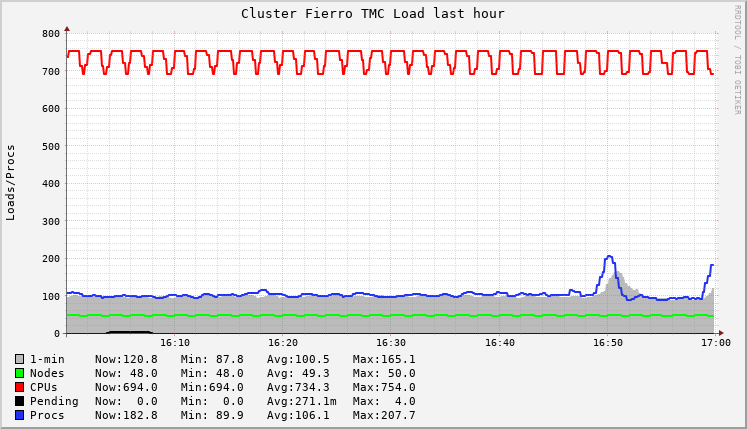 Cluster Fierro TMC Load last hour
RRDTOOL / TOBI OETIKER
Loads/Procs
800
700
600
500
400
300
200
100
0
16:10 16:20 16:30 16:40 16:50 17:00
1-min Now:120.8 Min: 87.8 Avg:100.5 Max:165.1
Nodes Now: 48.0 Min: 48.0 Avg: 49.3 Max: 50.0
CPUs Now:694.0 Min:694.0 Avg:734.3 Max:754.0
Pending Now: 0.0 Min: 0.0 Avg:271.1m Max: 4.0
Procs Now:182.8 Min: 89.9 Avg:106.1 Max:207.7